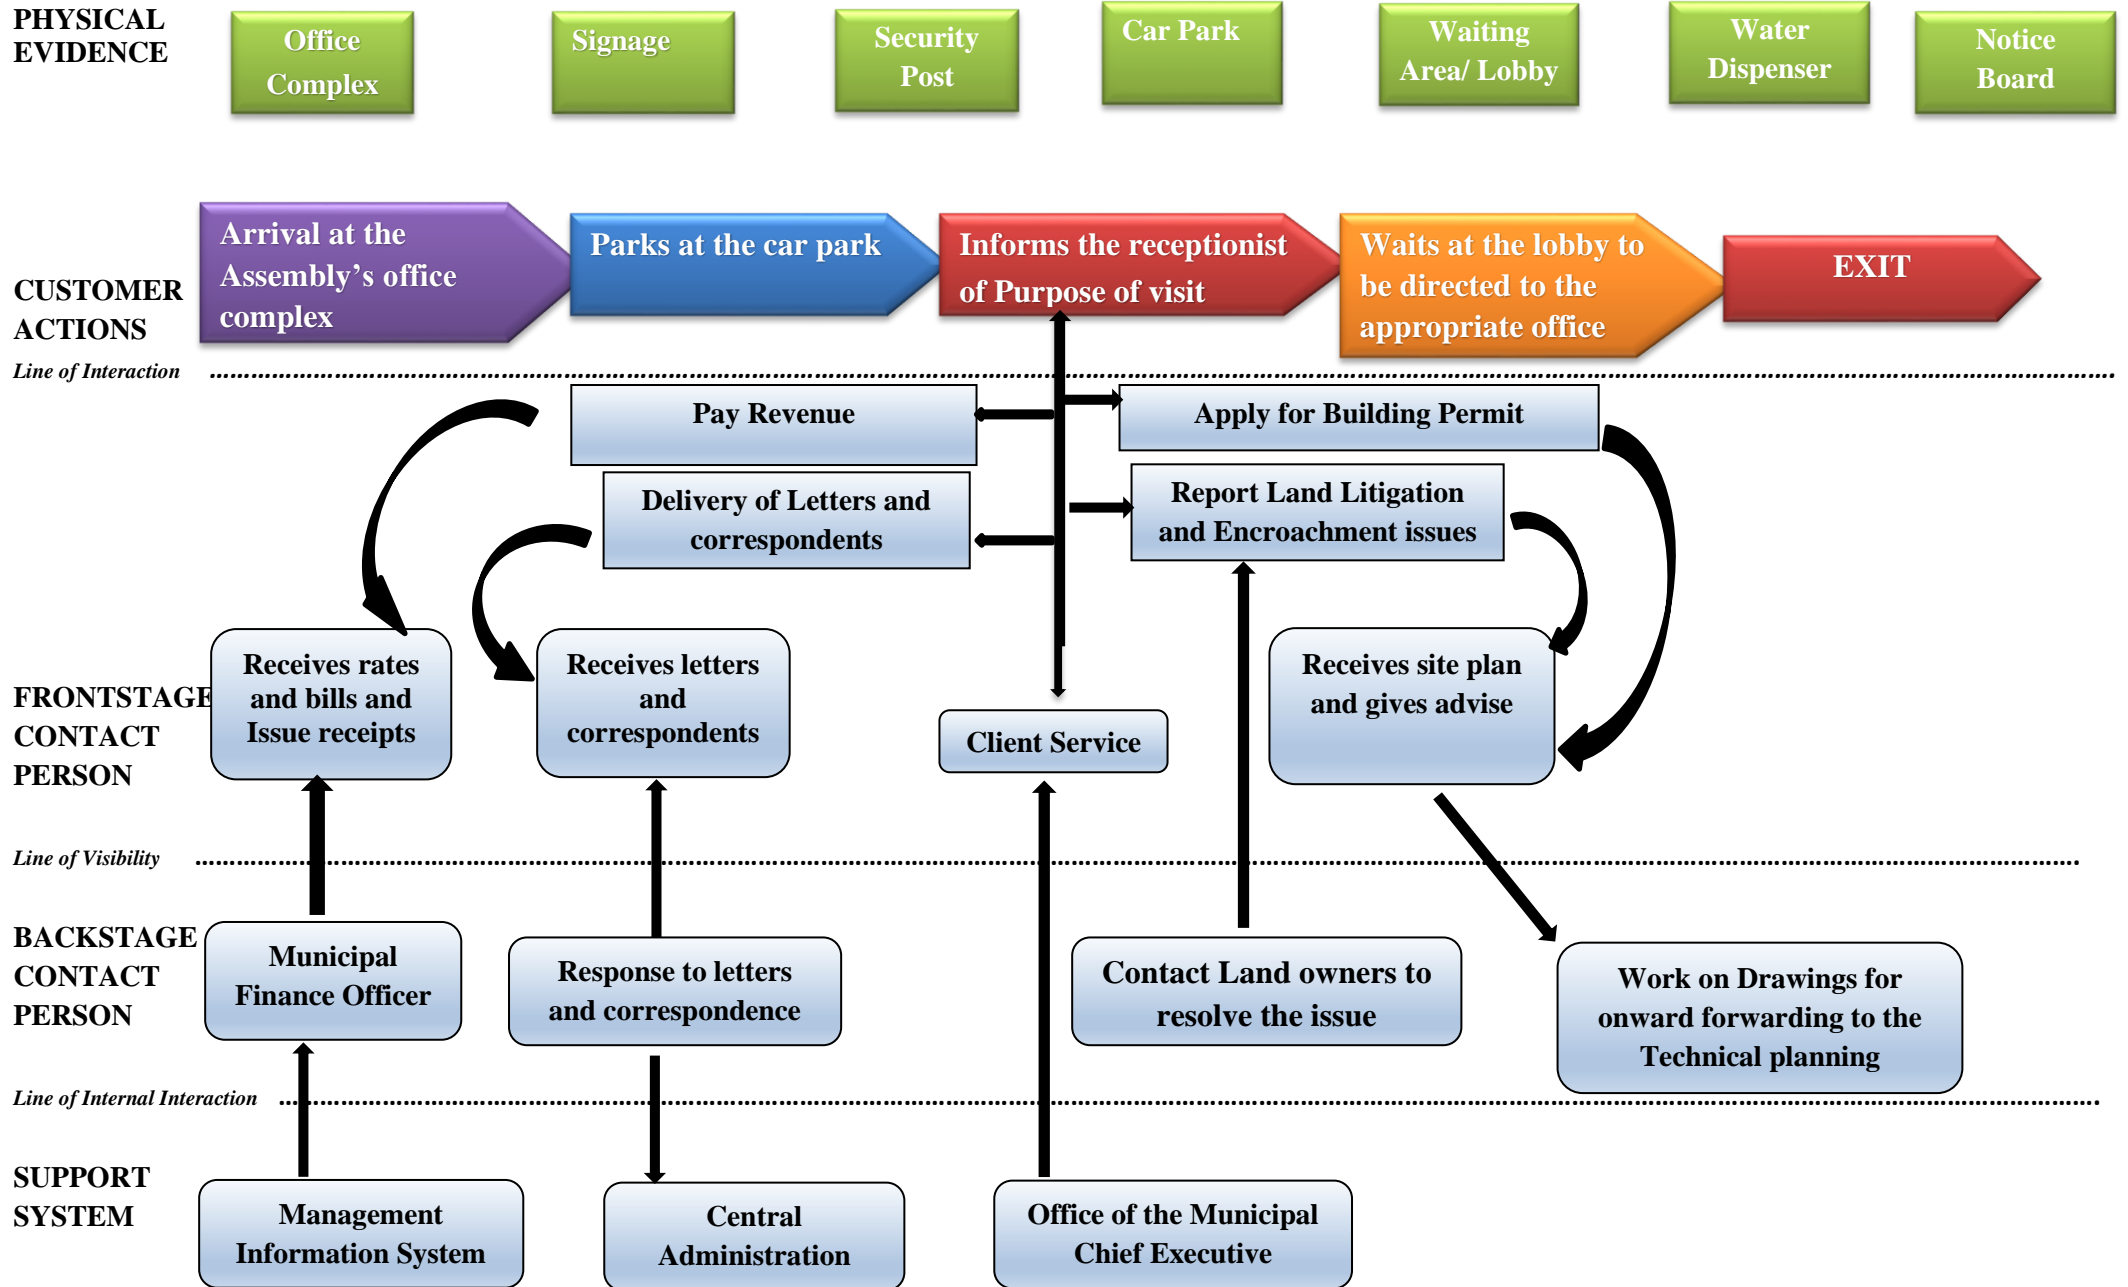 PHYSICAL
EVIDENCE
Office
Complex
Signage
Security
Post
Car Park
Waiting
Area/ Lobby
Water
Dispenser
Notice
Board
CUSTOMER
ACTIONS
Arrival at the
Assembly’s office
complex
Parks at the car park
Informs the receptionist
of Purpose of visit
Waits at the lobby to
be directed to the
appropriate office
EXIT
Line of Interaction
Pay Revenue
Apply for Building Permit
Delivery of Letters and
correspondents
Report Land Litigation
and Encroachment issues
FRONTSTAGE
CONTACT
PERSON
Receives rates
and bills and
Issue receipts
Receives letters
and
correspondents
Client Service
Receives site plan
and gives advise
Line of Visibility
BACKSTAGE
CONTACT
PERSON
Municipal
Finance Officer
Response to letters
and correspondence
Contact Land owners to
resolve the issue
Work on Drawings for
onward forwarding to the
Technical planning
Line of Internal Interaction
SUPPORT
SYSTEM
Management
Information System
Central
Administration
Office of the Municipal
Chief Executive